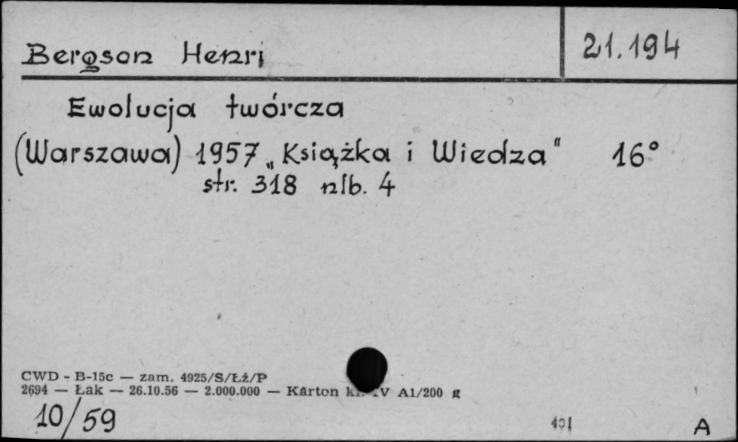 Bergson Henri
21.194
Ewolucja twórcza
(Warszawa) 1957 „Książka i Wiedza" 16°
str. 318 nlb. 4
CWD - B-15c — zam. 4925/S/Łż/P
2694 — Łak — 26.10.56 — 2.000.000 — Karton IV A1/200 g
10/59
A